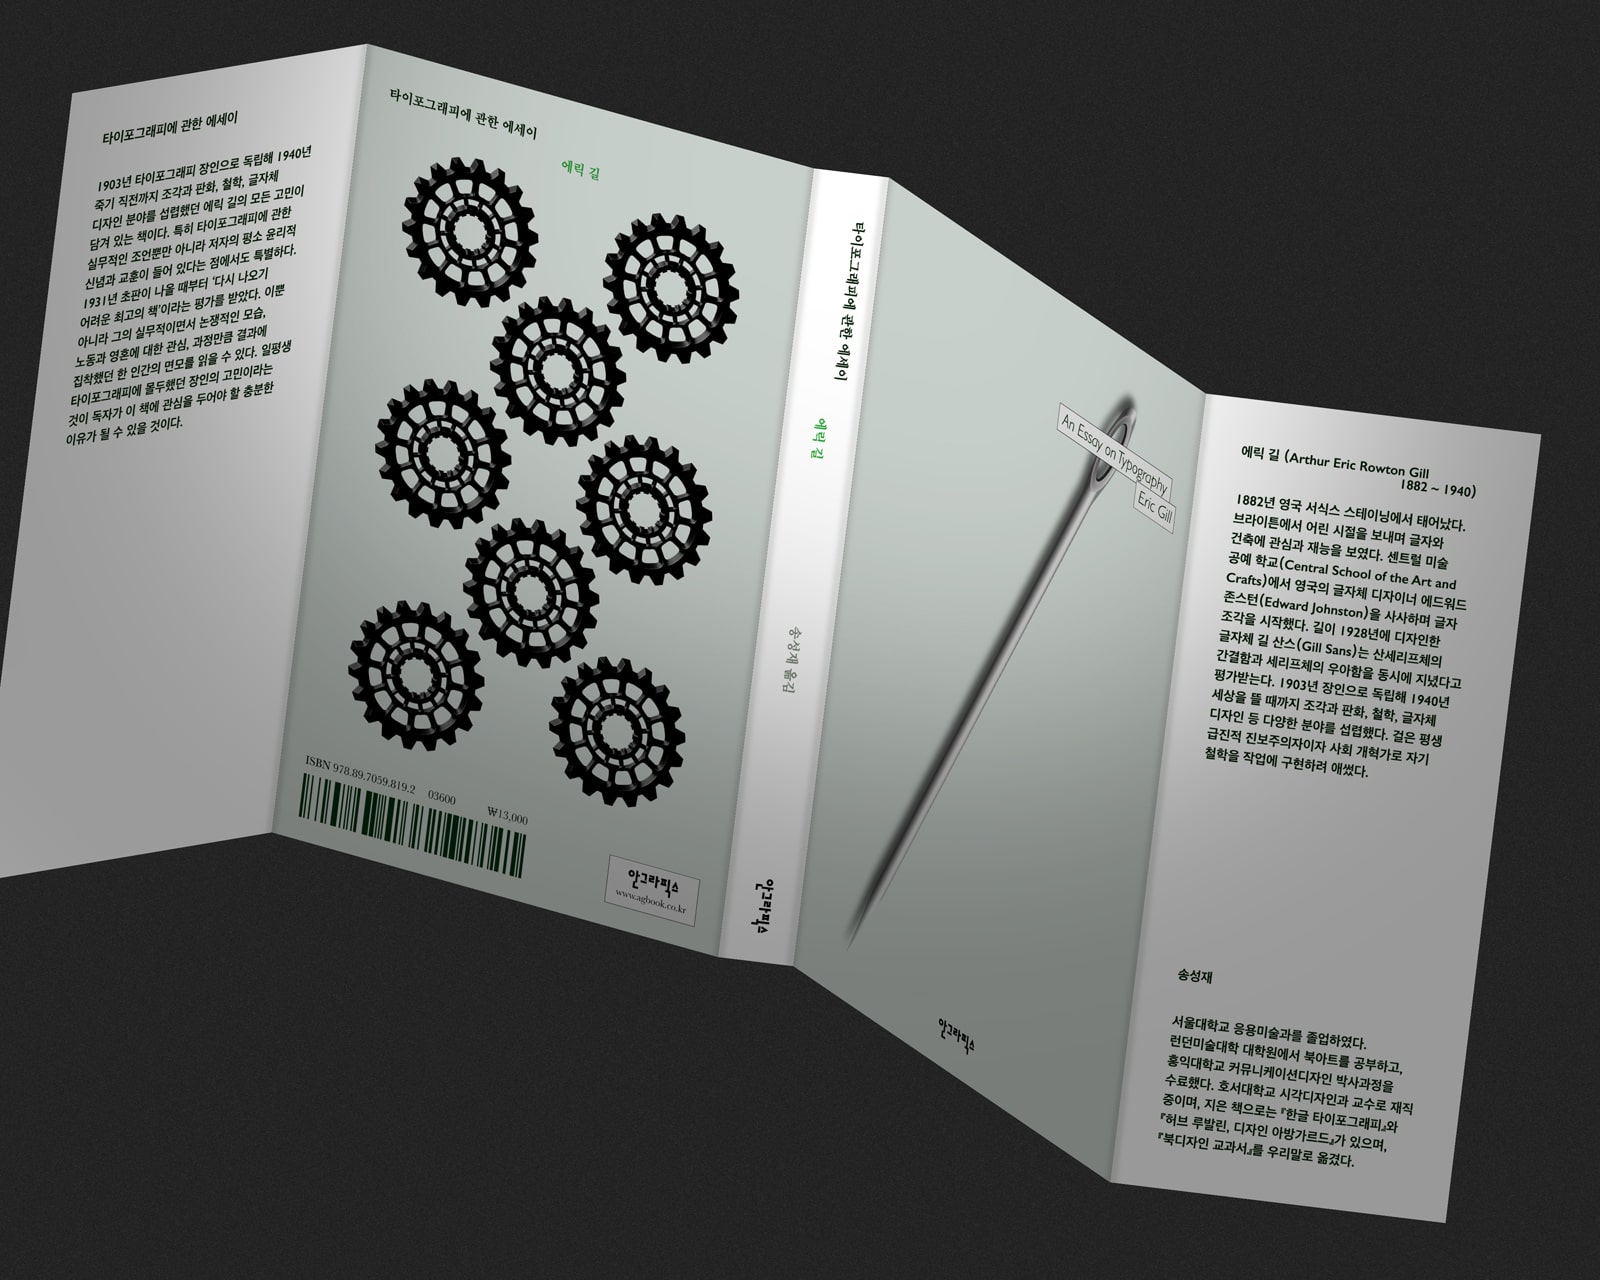 타이포그래피에 관한 에세이
1903년 타이포그래피 장인으로 독립해 1940년
죽기 직전까지 조각과 판화, 철학, 글자체
디자인 분야를 섭렵했던 에릭 길의 모든 고민이
담겨 있는 책이다. 특히 타이포그래피에 관한
실무적인 조언뿐만 아니라 저자의 평소 윤리적
신념과 교훈이 들어 있다는 점에서도 특별하다.
1931년 초판이 나올 때부터 '다시 나오기
어려운 최고의 책'이라는 평가를 받았다. 이뿐
아니라 그의 실무적이면서 논쟁적인 모습,
노동과 영혼에 대한 관심, 과정만큼 결과에
집착했던 한 인간의 면모를 읽을 수 있다. 일평생
타이포그래피에 몰두했던 장인의 고민이라는
것이 독자가 이 책에 관심을 두어야 할 충분한
이유가 될 수 있을 것이다.
타이포그래피에 관한 에세이
에릭 길
ISBN 978.89.7059.819.2 03600
₩13,000
안그라픽스
www.agbook.co.kr
타이포그래피에 관한 에세이
에릭 길
송성재 옮김
안그라픽스
An Essay on Typography
Eric Gill
안그라픽스
에릭 길 (Arthur Eric Rowton Gill
1882 ~ 1940)
1882년 영국 서식스 스테이닝에서 태어났다.
브라이튼에서 어린 시절을 보내며 글자와
건축에 관심과 재능을 보였다. 센트럴 미술
공예 학교(Central School of the Art and
Crafts)에서 영국의 글자체 디자이너 에드워드
존스턴(Edward Johnston)을 사사하며 글자
조각을 시작했다. 길이 1928년에 디자인한
글자체 길 산스(Gill Sans)는 산세리프체의
간결함과 세리프체의 우아함을 동시에 지녔다고
평가받는다. 1903년 장인으로 독립해 1940년
세상을 뜰 때까지 조각과 판화, 철학, 글자체
디자인 등 다양한 분야를 섭렵했다. 걸은 평생
급진적 진보주의자이자 사회 개혁가로 자기
철학을 작업에 구현하려 애썼다.
송성재
서울대학교 응용미술과를 졸업하였다.
런던미술대학 대학원에서 북아트를 공부하고,
홍익대학교 커뮤니케이션디자인 박사과정을
수료했다. 호서대학교 시각디자인과 교수로 재직
중이며, 지은 책으로는 『한글 타이포그래피』와
『허브 루발린, 디자인 아방가르드』가 있으며,
『북디자인 교과서』를 우리말로 옮겼다.